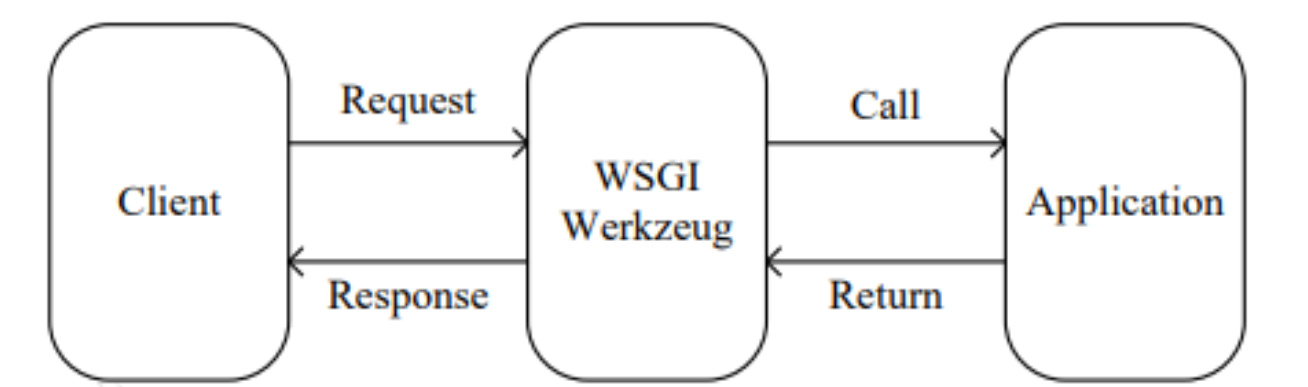 Request
Call
Client
WSGI
Werkzeug
Application
Response
Return